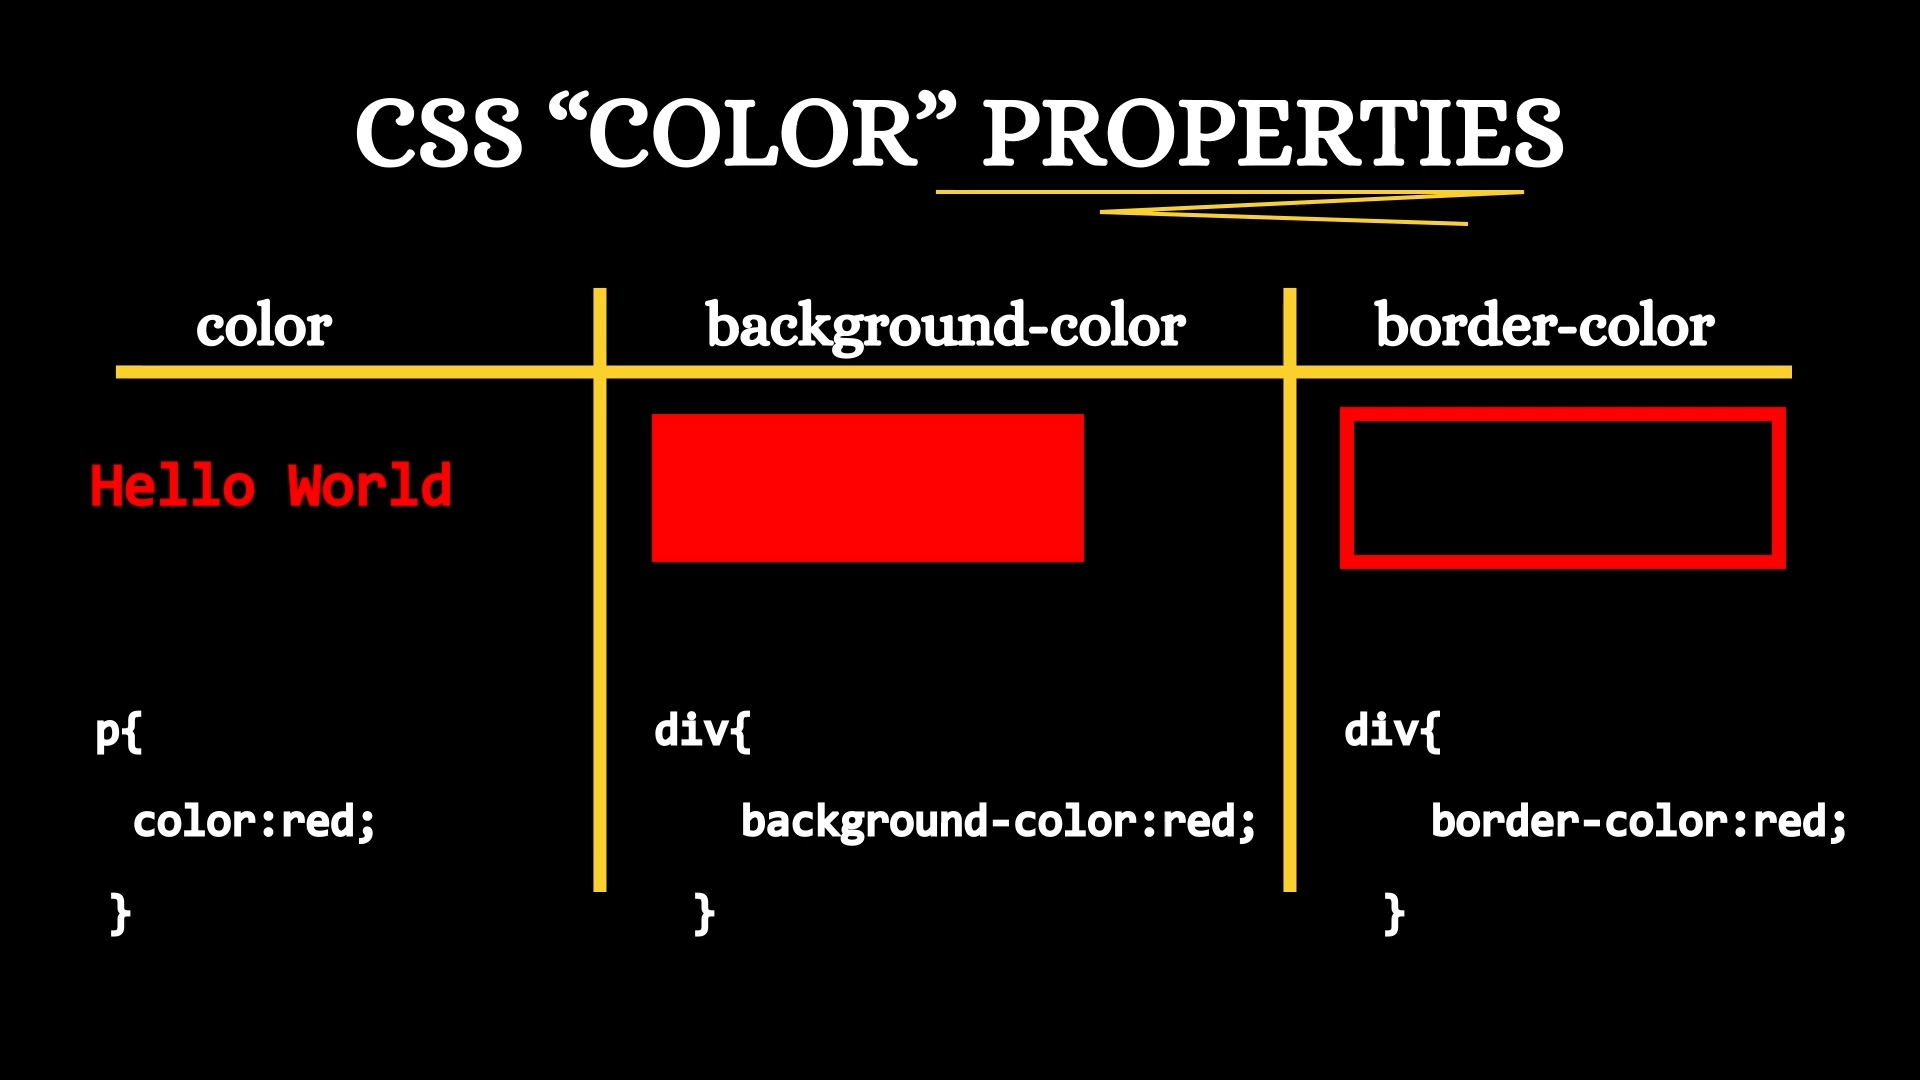 CSS “COLOR” PROPERTIES
color
background-color
border-color
Hello World
p{
color:red;
}
div{
background-color:red;
}
div{
border-color:red;
}